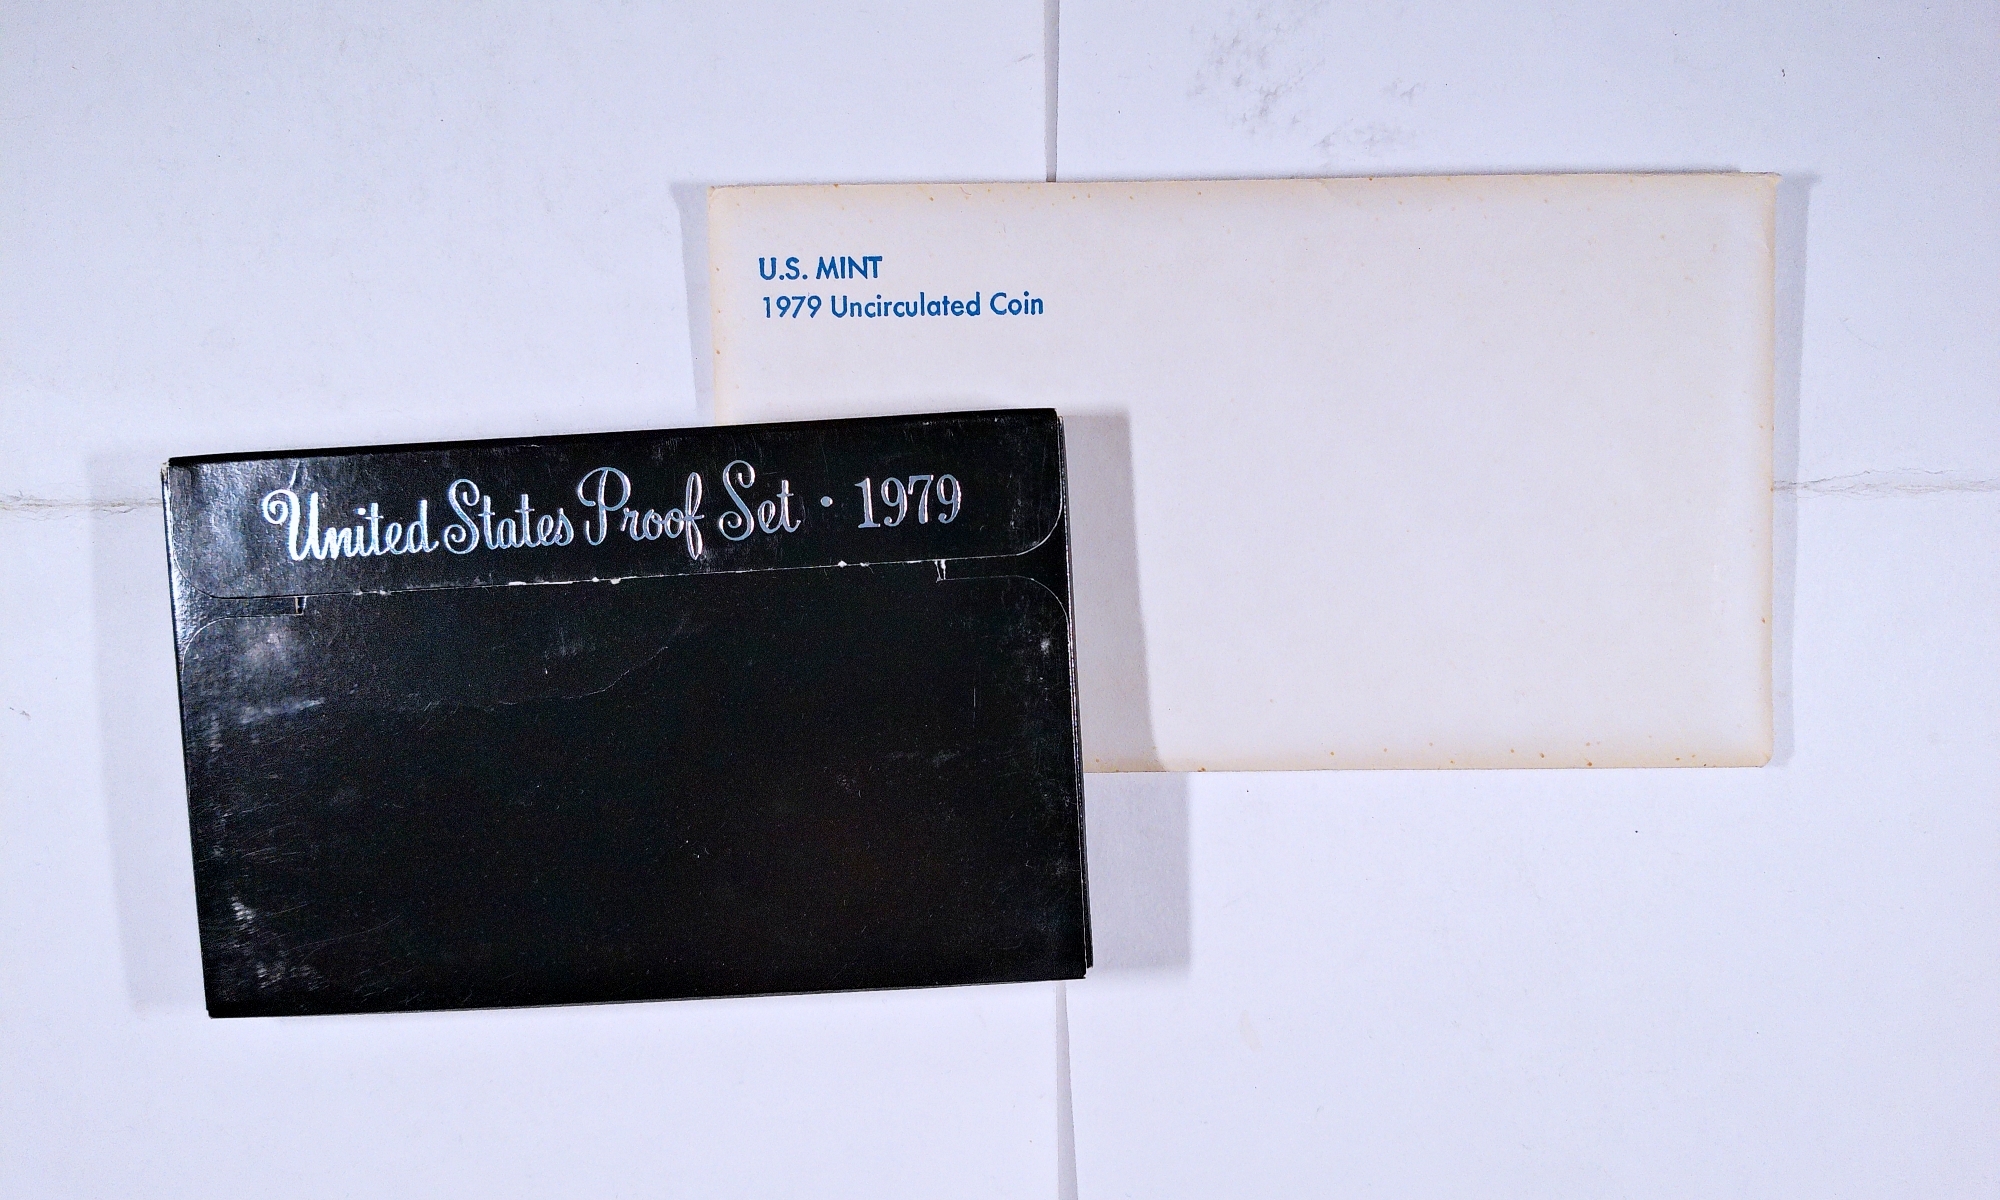 U.S. MINT
1979 Uncirculated Coin
United States Proof Set · 1979